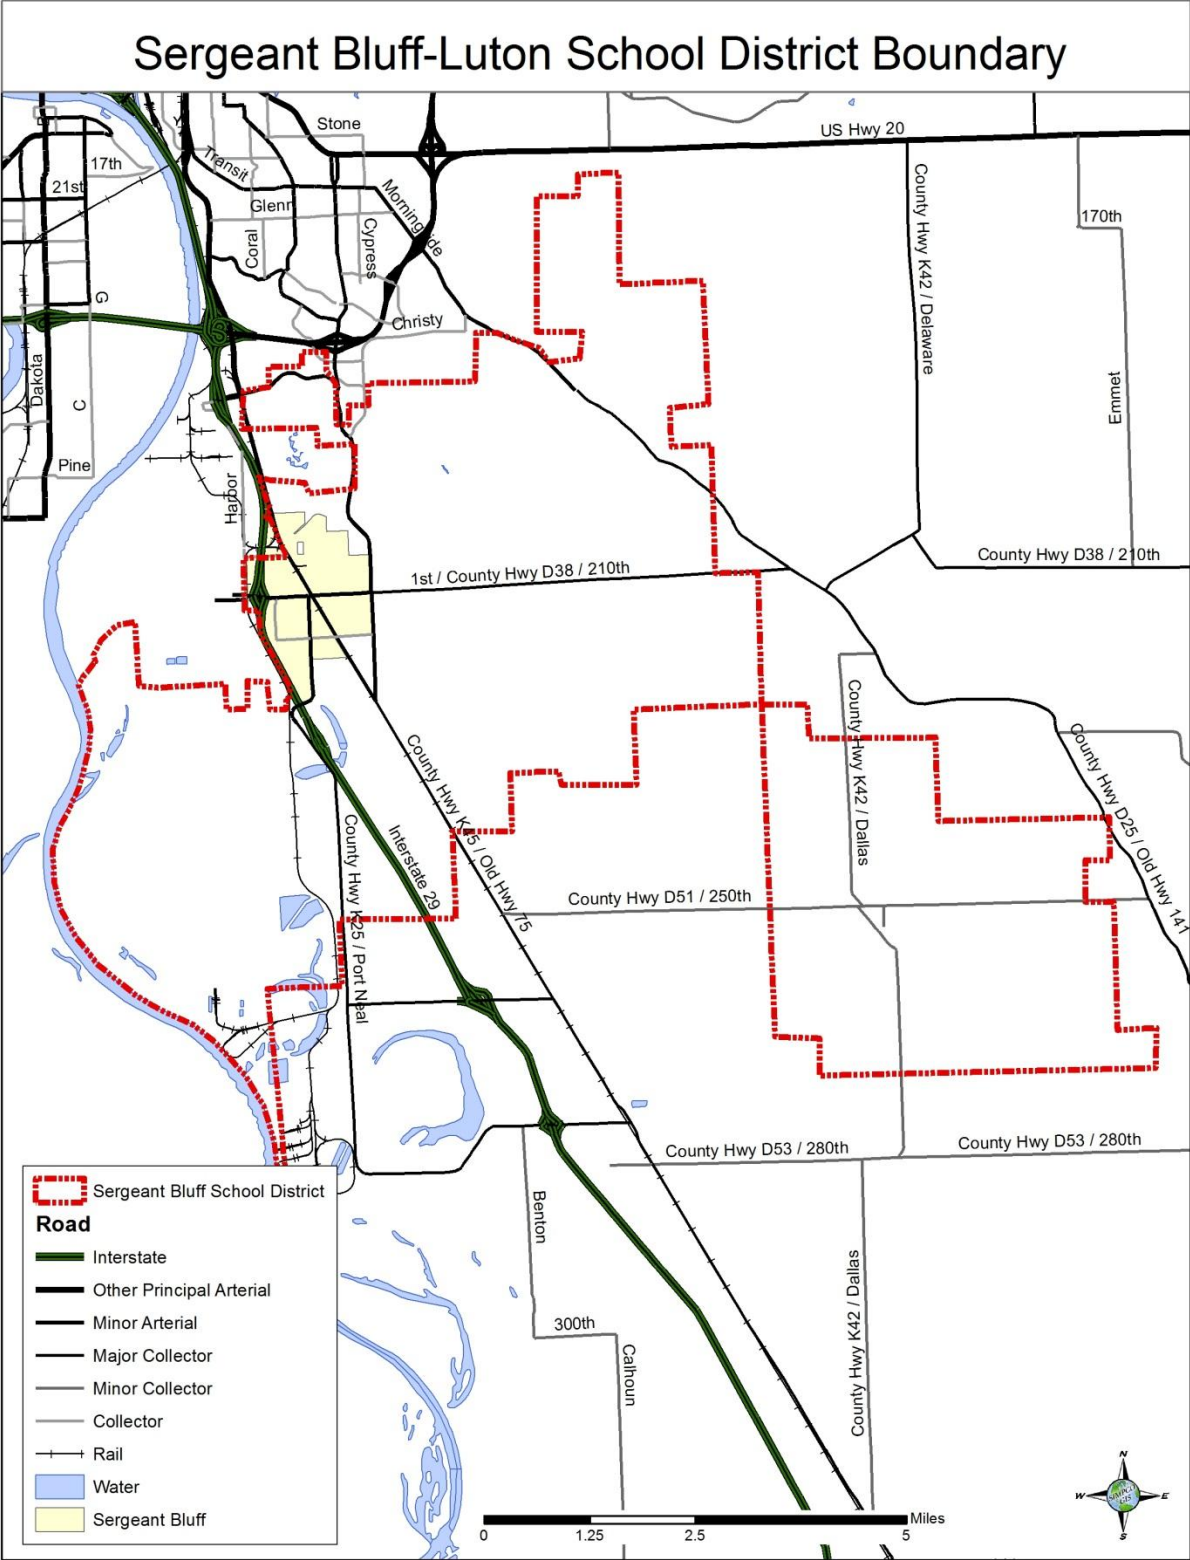 Sergeant Bluff-Luton School District Boundary
Stone
US Hwy 20
17th
Transit
21st
Morningside
County Hwy K42 / Delaware
Glenn
170th
Coral
Cypress
G
Christy
Dakota
C
Emmet
Pine
Harbor
County Hwy D38 / 210th
1st / County Hwy D38 / 210th
County Hwy K42 / Dallas
County Hwy D25 / Old Hwy 141
County Hwy K45 / Old Hwy 75
Interstate 29
County Hwy K25 / Port Neal
County Hwy D51 / 250th
County Hwy D53 / 280th
County Hwy D53 / 280th
Benton
County Hwy K42 / Dallas
300th
Calhoun
Sergeant Bluff School District
Road
Interstate
Other Principal Arterial
Minor Arterial
Major Collector
Minor Collector
Collector
Rail
Water
Sergeant Bluff
Miles
0 1.25 2.5 5
N
W E
SIMPCO
GIS
S